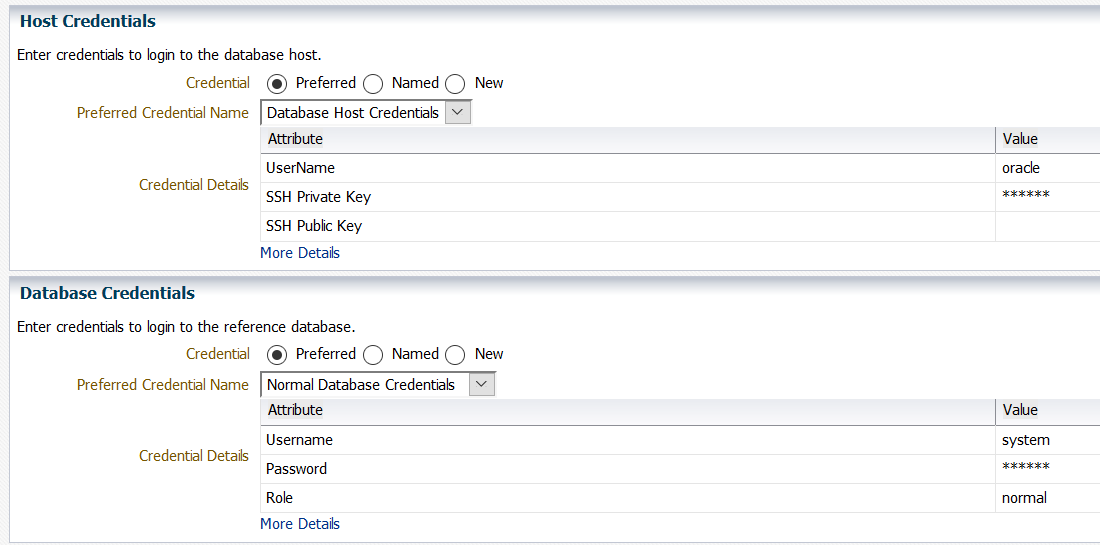 Host Credentials
Enter credentials to login to the database host.
Credential Preferred Named New
Preferred Credential Name Database Host Credentials
Attribute Value
UserName oracle
Credential Details
SSH Private Key ******
SSH Public Key
More Details
Database Credentials
Enter credentials to login to the reference database.
Credential Preferred Named New
Preferred Credential Name Normal Database Credentials
Attribute Value
Username system
Credential Details
Password ******
Role normal
More Details